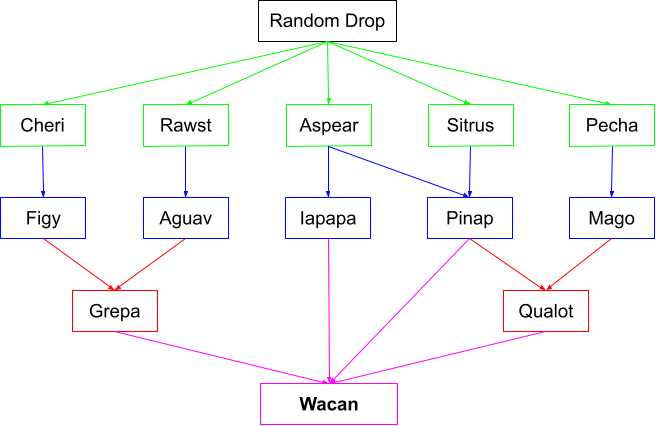 Random Drop
Cheri
Rawst
Aspear
Sitrus
Pecha
Figy
Aguav
Iapapa
Pinap
Mago
Grepa
Qualot
Wacan